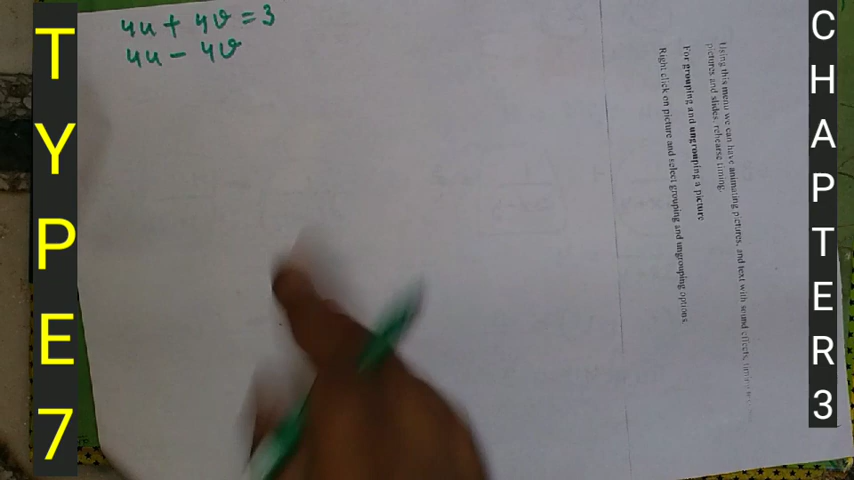 TYPE 7
4u + 4v = 3
4u - 4v
Using this menu we can have animating pictures, and text with sound effects,
pictures and slides, rehearse timing.
For grouping and ungrouping a picture
Right click on picture and select grouping and ungrouping options.
CHAPTER 3